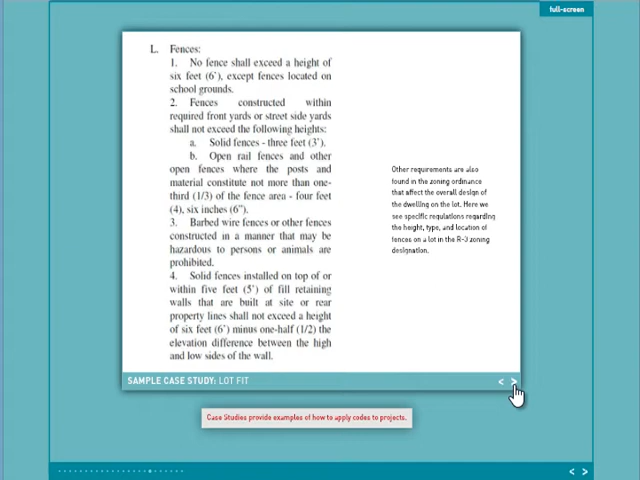 full-screen
L. Fences:
1. No fence shall exceed a height of
six feet (6'), except fences located on
school grounds.
2. Fences constructed within
required front yards or street side yards
shall not exceed the following heights:
a. Solid fences - three feet (3').
b. Open rail fences and other
open fences where the posts and
material constitute not more than one-
third (1/3) of the fence area - four feet
(4), six inches (6").
3. Barbed wire fences or other fences
constructed in a manner that may be
hazardous to persons or animals are
prohibited.
4. Solid fences installed on top of or
within five feet (5') of fill retaining
walls that are built at site or rear
property lines shall not exceed a height
of six feet (6') minus one-half (1/2) the
elevation difference between the high
and low sides of the wall.
Other requirements are also
found in the zoning ordinance
that affect the overall design of
the dwelling on the lot. Here we
see specific regulations regarding
the height, type, and location of
fences on a lot in the R-3 zoning
designation.
SAMPLE CASE STUDY: LOT FIT
< >
Case Studies provide examples of how to apply codes to projects.
< >